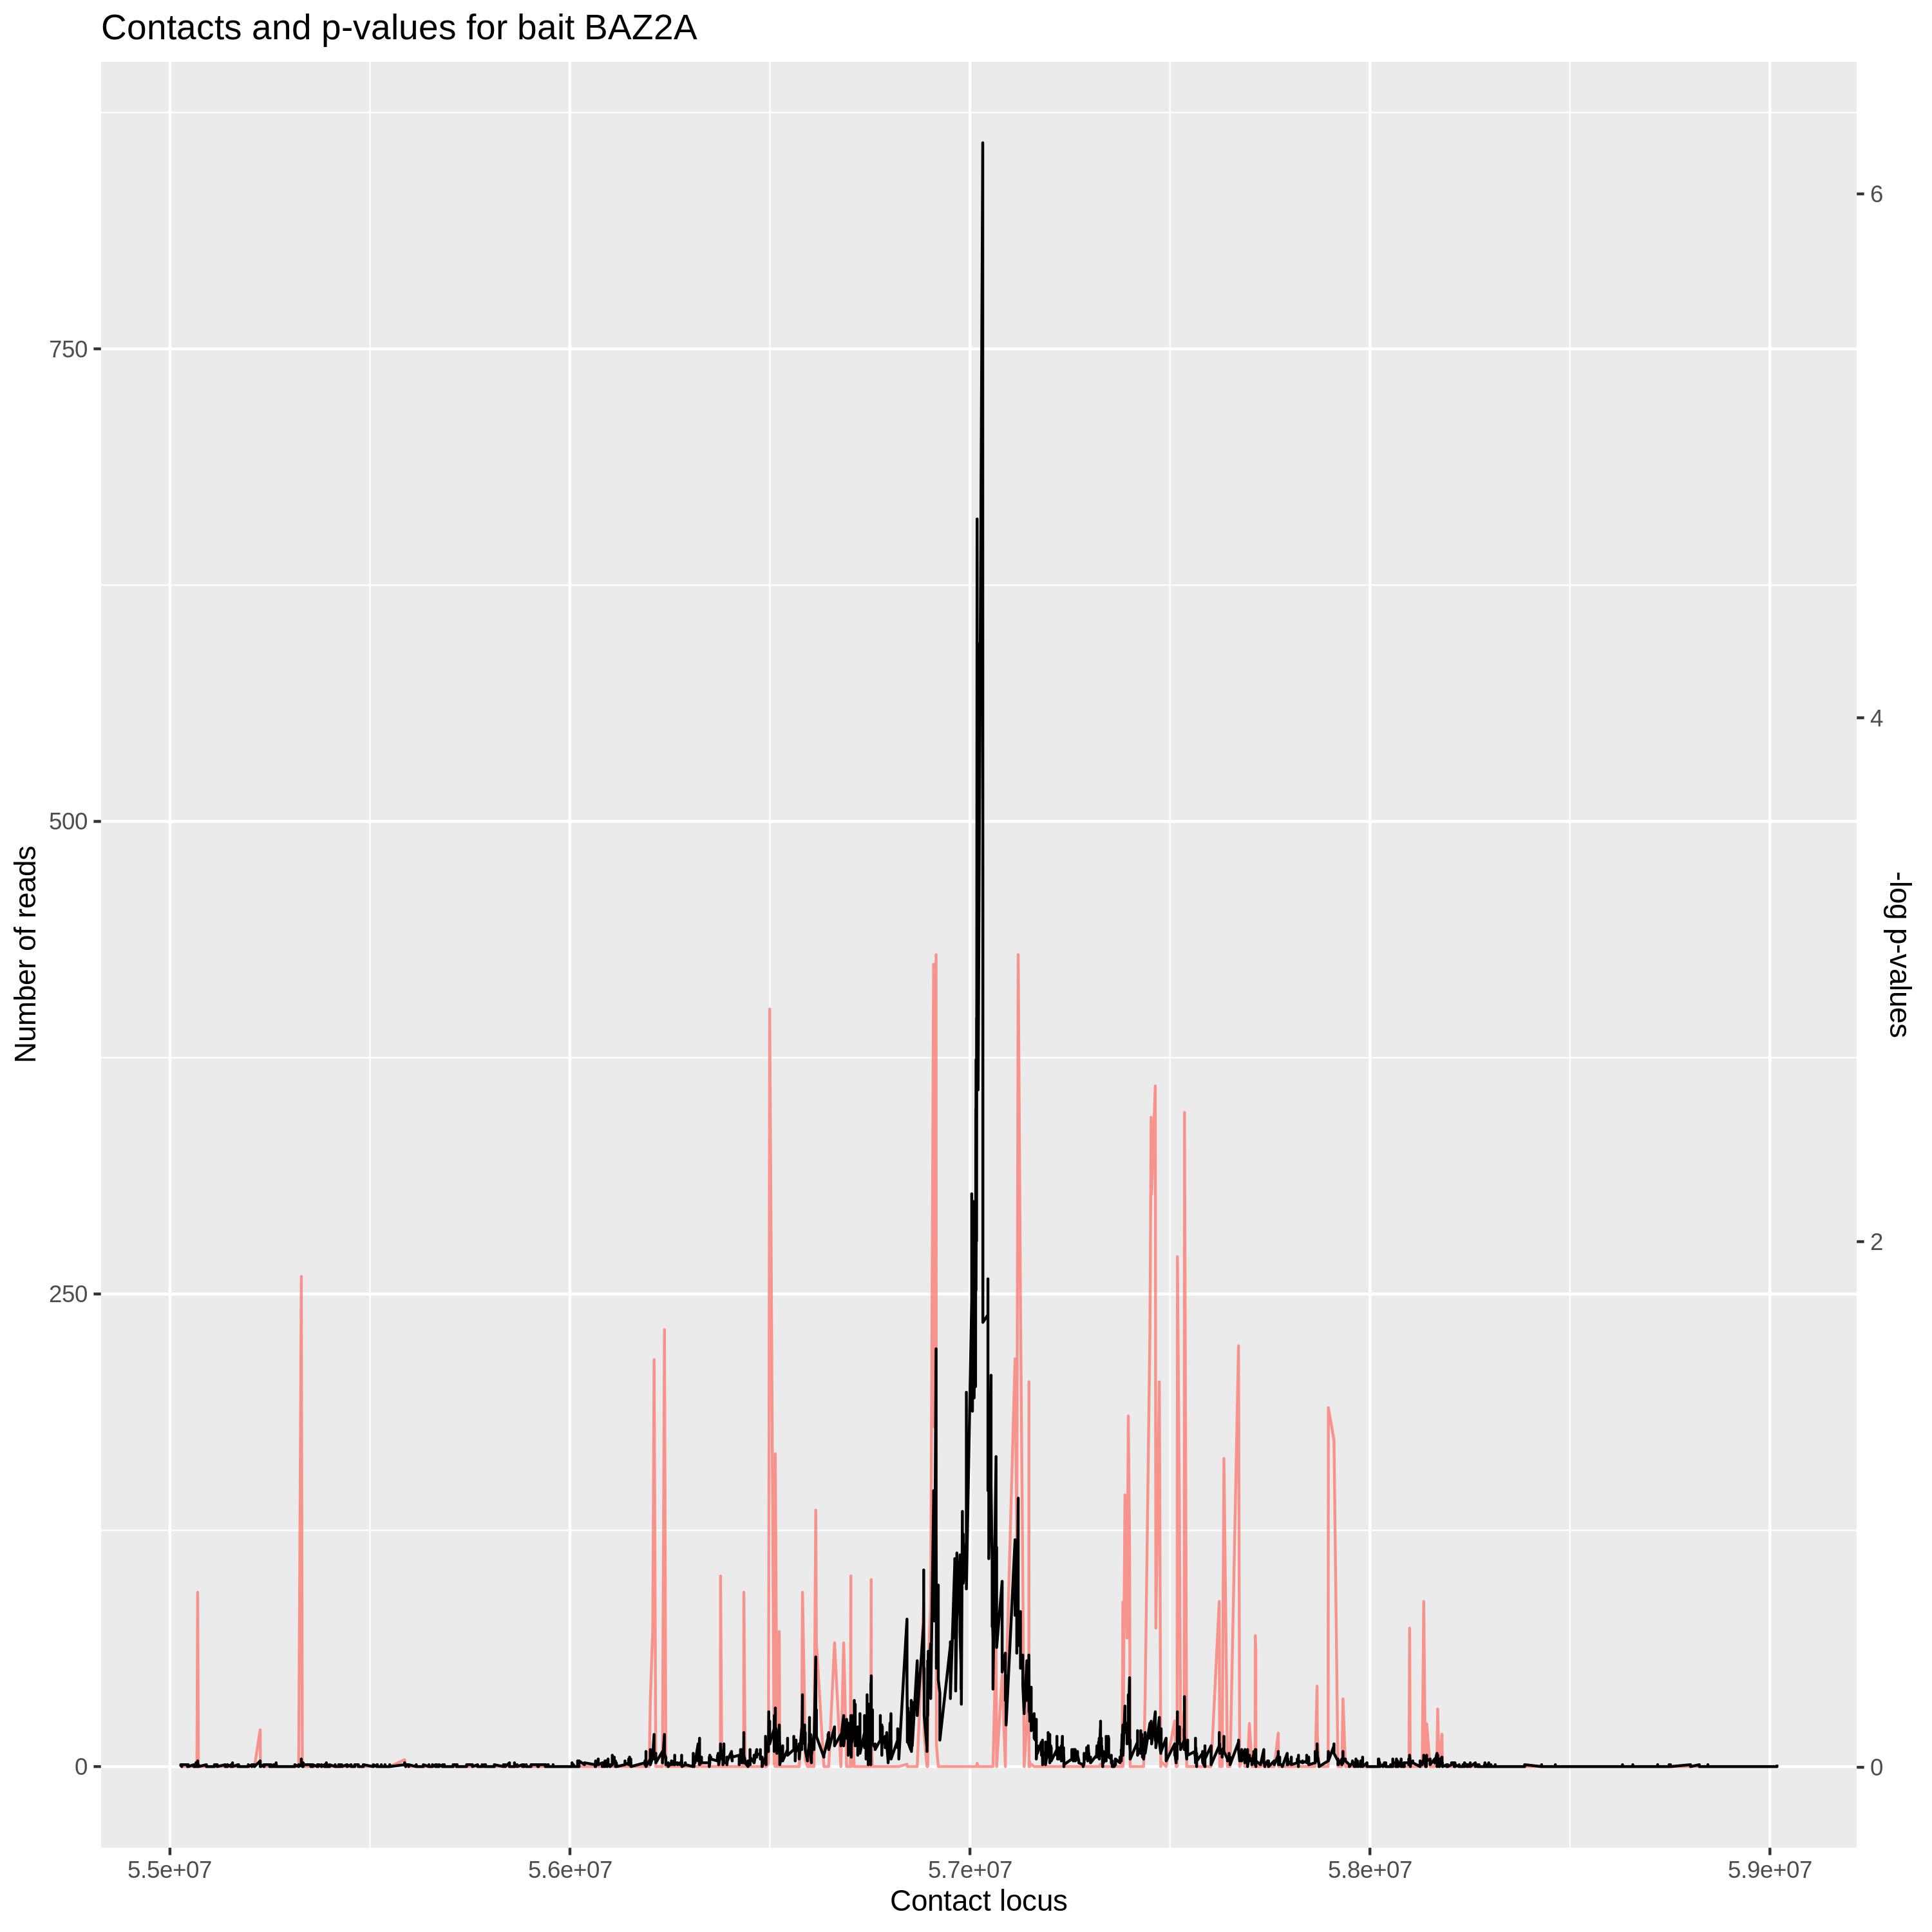 Contacts and p-values for bait BAZ2A
750
500
250
0
Number of reads
6
4
2
0
-log p-values
5.5e+07
5.6e+07
5.7e+07
5.8e+07
5.9e+07
Contact locus